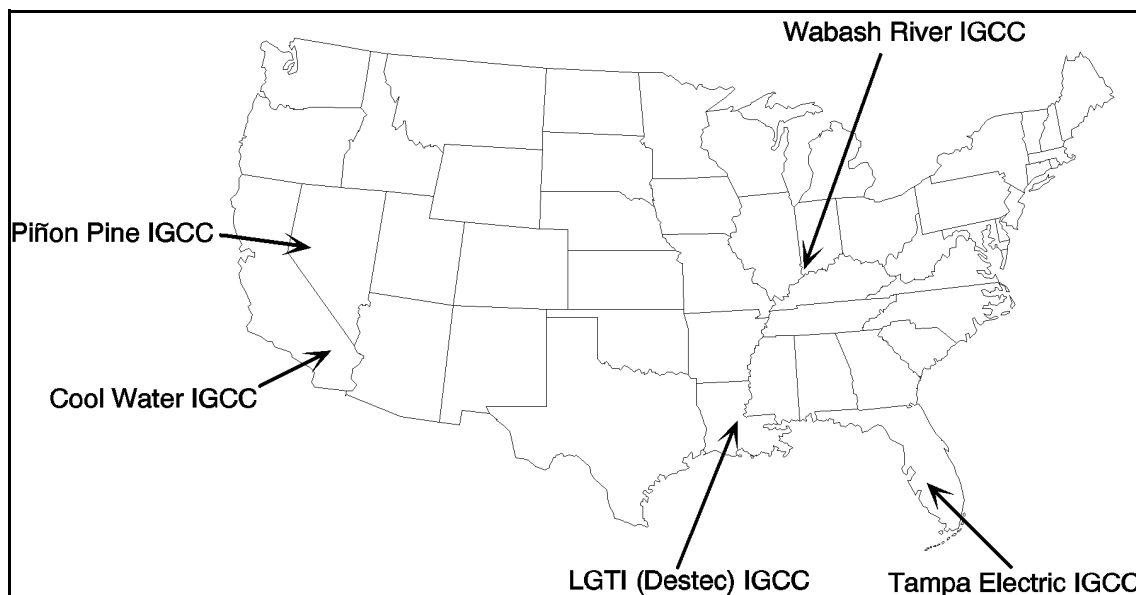 Wabash River IGCC
Piñon Pine IGCC
Cool Water IGCC
LGTI (Destec) IGCC
Tampa Electric IGCC